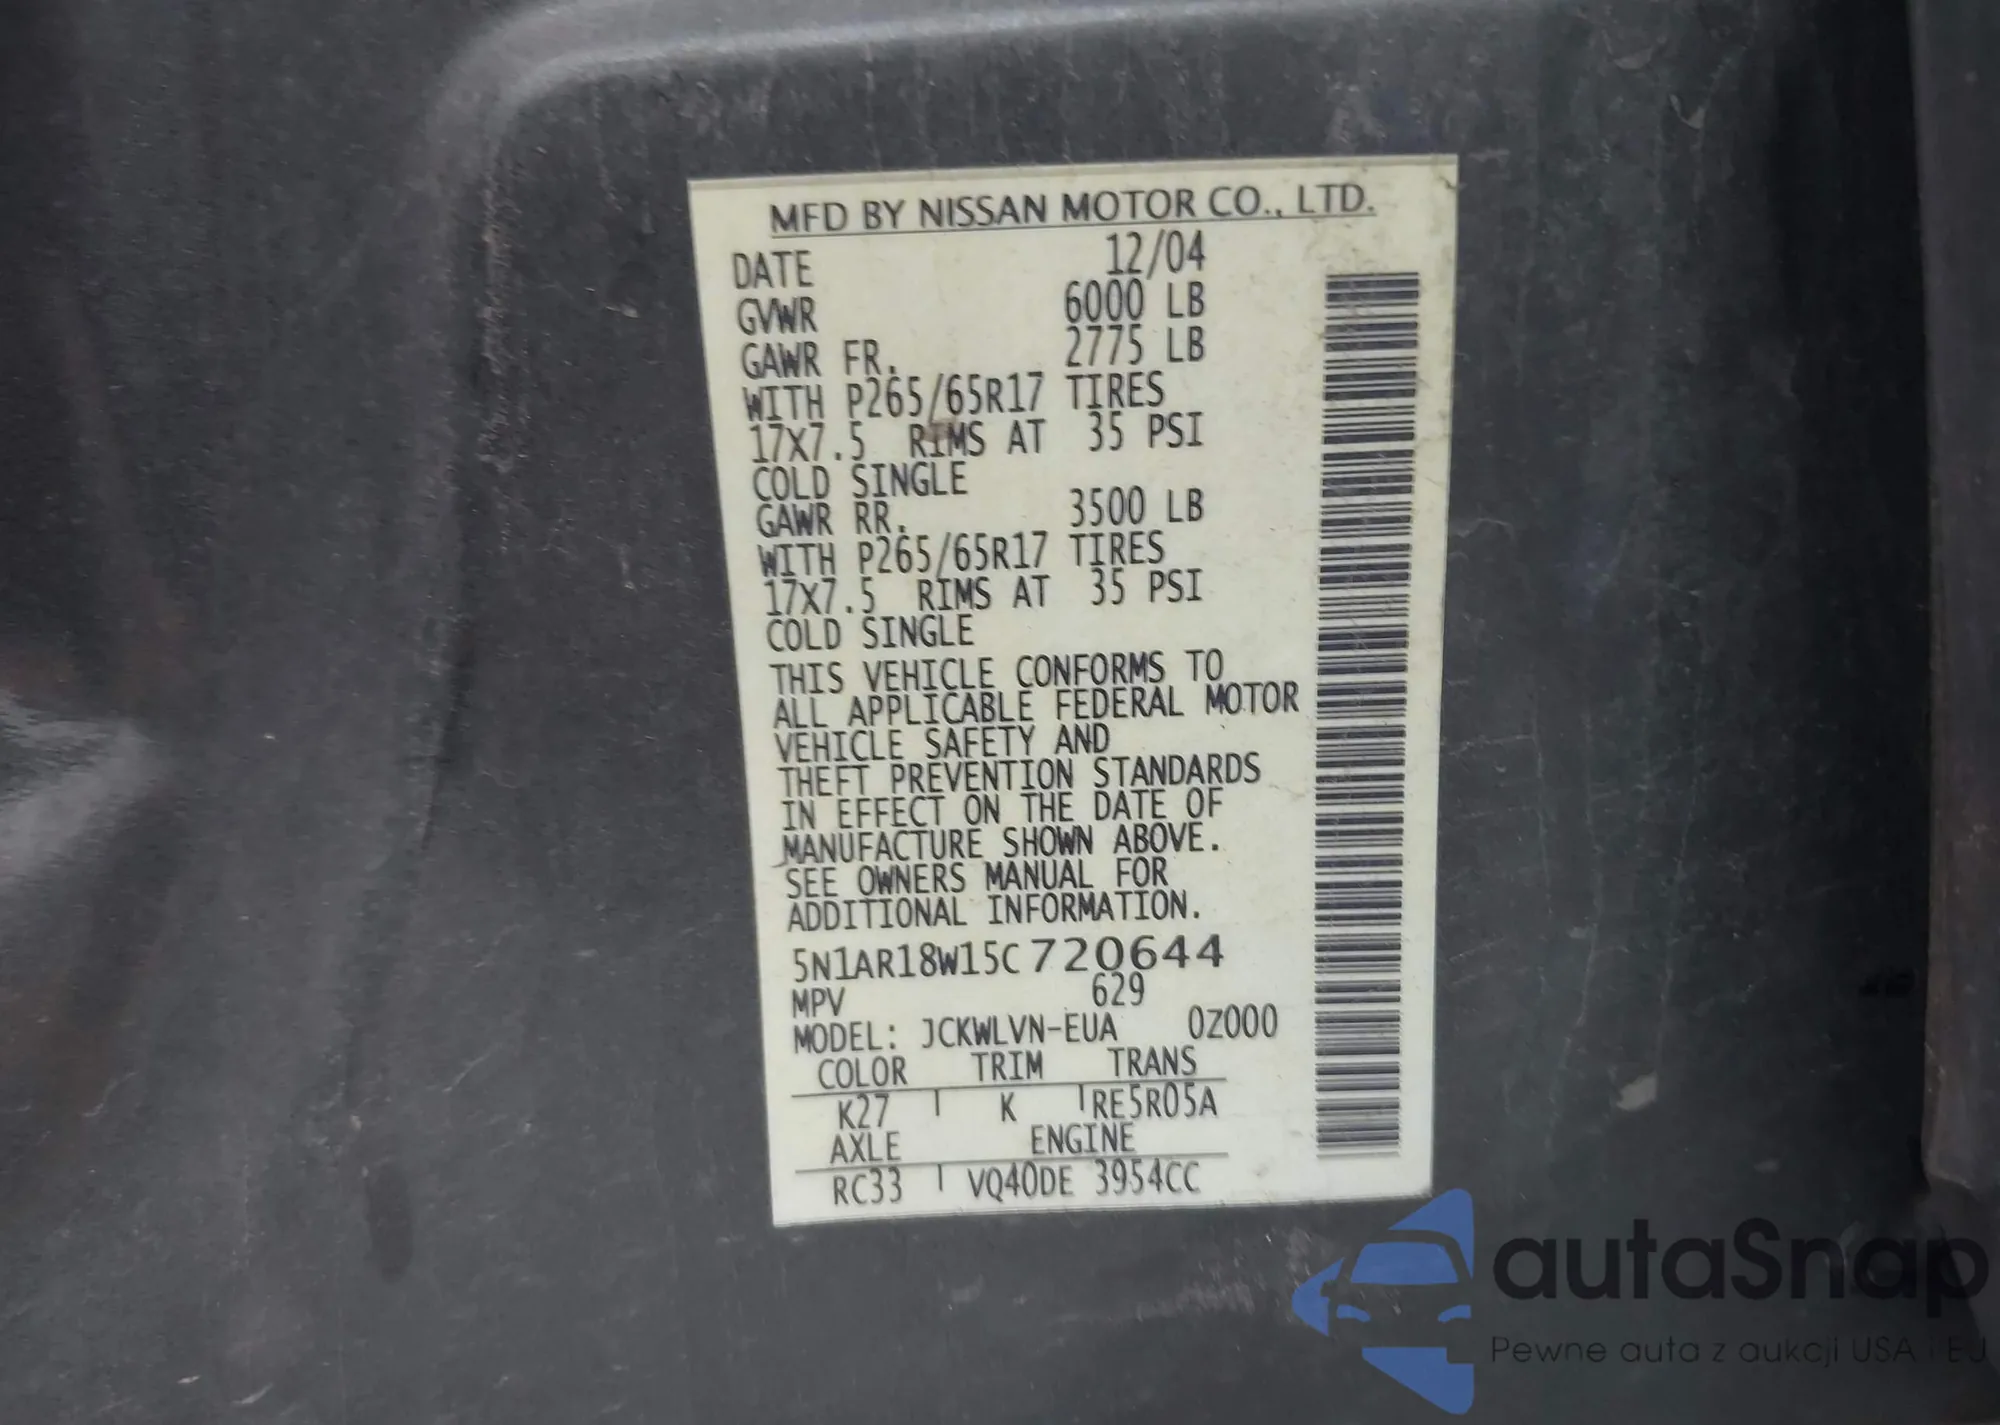 MFD BY NISSAN MOTOR CO., LTD.
DATE 12/04
GVWR 6000 LB
GAWR FR. 2775 LB
WITH P265/65R17 TIRES
17X7.5 RIMS AT 35 PSI
COLD SINGLE
GAWR RR. 3500 LB
WITH P265/65R17 TIRES
17X7.5 RIMS AT 35 PSI
COLD SINGLE
THIS VEHICLE CONFORMS TO
ALL APPLICABLE FEDERAL MOTOR
VEHICLE SAFETY AND
THEFT PREVENTION STANDARDS
IN EFFECT ON THE DATE OF
MANUFACTURE SHOWN ABOVE.
SEE OWNERS MANUAL FOR
ADDITIONAL INFORMATION.
5N1AR18W15C720644
MPV 629
MODEL: JCKWLVN-EUA 0Z000
COLOR TRIM TRANS
K27 K RE5R05A
AXLE ENGINE
RC33 VQ40DE 3954CC
autaSnap
Pewne auta z aukcji USA i EU